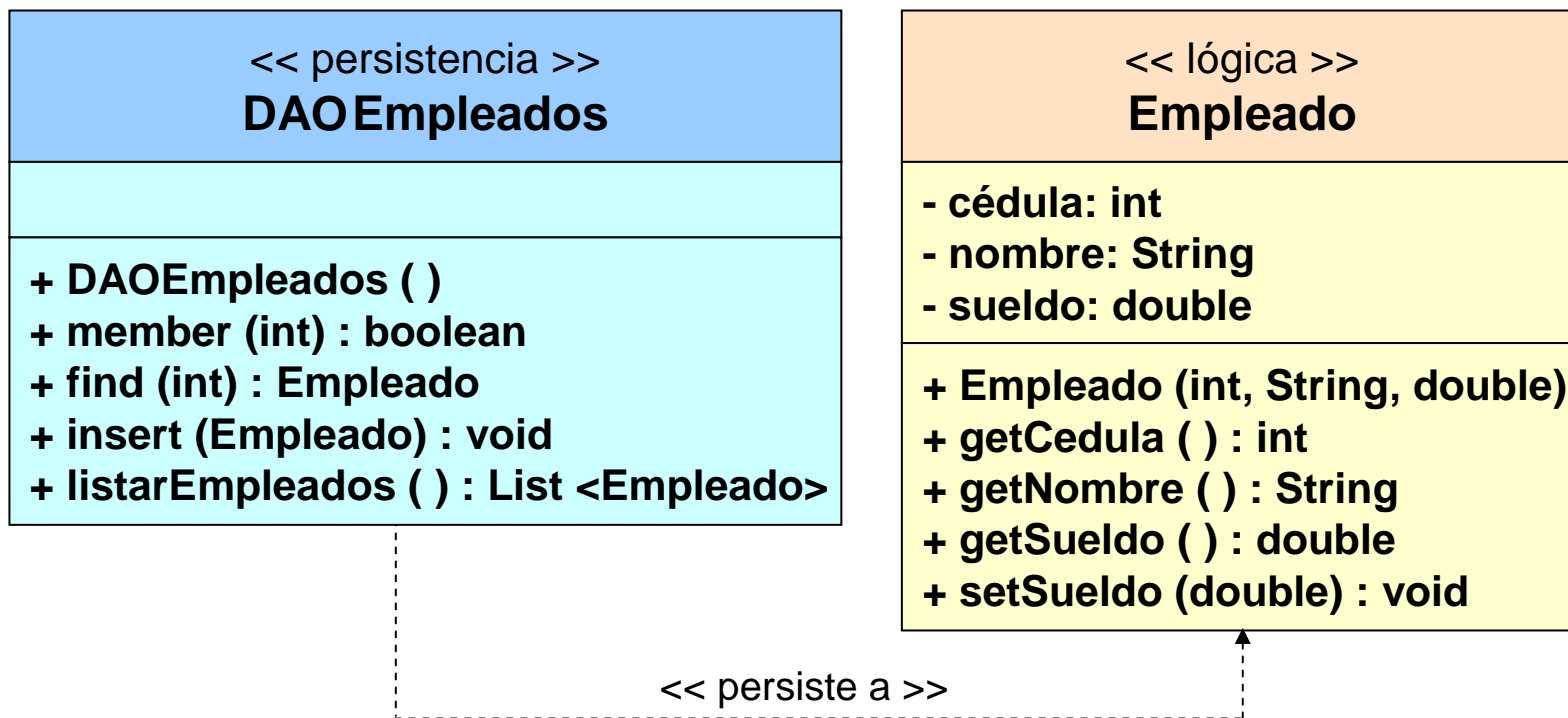 << persistencia >>
DAOEmpleados
+ DAOEmpleados ( )
+ member (int) : boolean
+ find (int) : Empleado
+ insert (Empleado) : void
+ listarEmpleados ( ) : List <Empleado>
<< lógica >>
Empleado
- cédula: int
- nombre: String
- sueldo: double
+ Empleado (int, String, double)
+ getCedula ( ) : int
+ getNombre ( ) : String
+ getSueldo ( ) : double
+ setSueldo (double) : void
<< persiste a >>